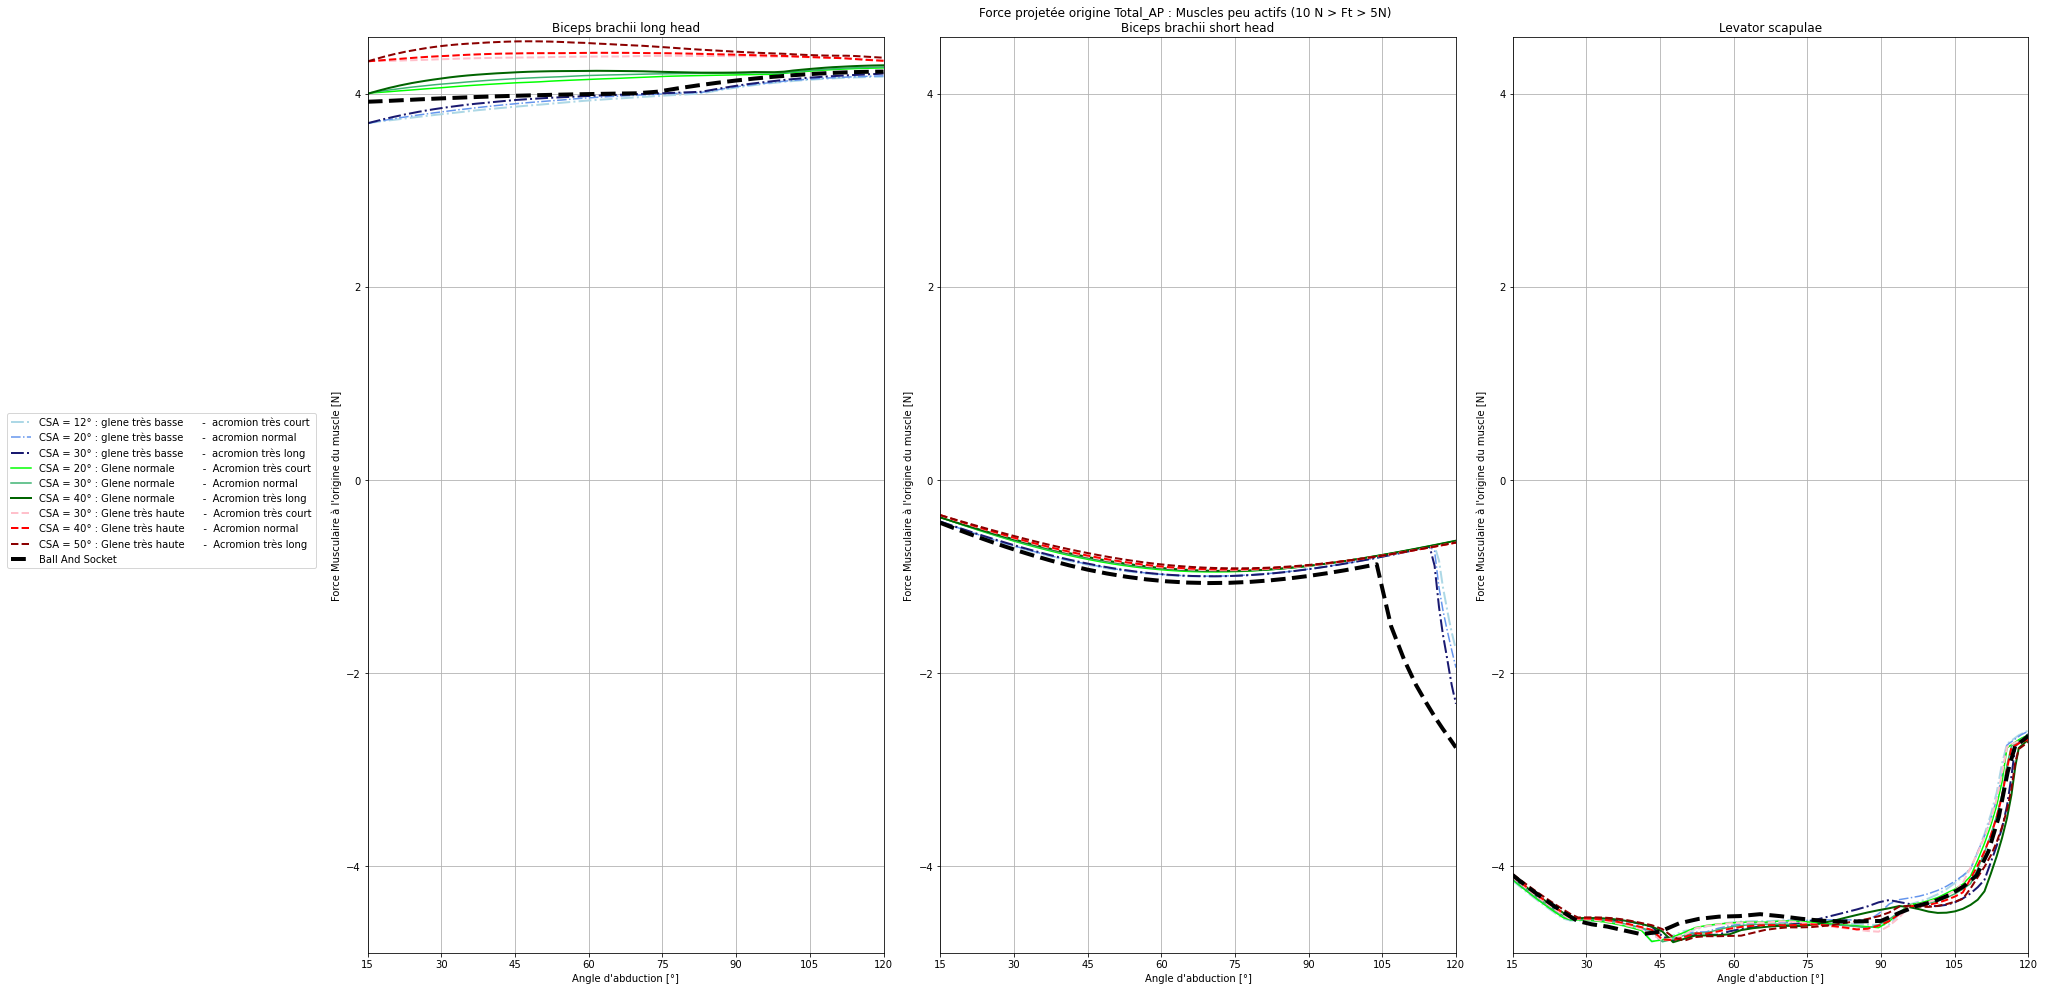 Force projetée origine Total_AP : Muscles peu actifs (10 N > Ft > 5N)
Biceps brachii long head
Biceps brachii short head
Levator scapulae
4
2
0
−2
−4
Force Musculaire à l'origine du muscle [N]
15 30 45 60 75 90 105 120
Angle d'abduction [°]
4
2
0
−2
−4
Force Musculaire à l'origine du muscle [N]
15 30 45 60 75 90 105 120
Angle d'abduction [°]
4
2
0
−2
−4
Force Musculaire à l'origine du muscle [N]
15 30 45 60 75 90 105 120
Angle d'abduction [°]
CSA = 12° : glene très basse - acromion très court
CSA = 20° : glene très basse - acromion normal
CSA = 30° : glene très basse - acromion très long
CSA = 20° : Glene normale - Acromion très court
CSA = 30° : Glene normale - Acromion normal
CSA = 40° : Glene normale - Acromion très long
CSA = 30° : Glene très haute - Acromion très court
CSA = 40° : Glene très haute - Acromion normal
CSA = 50° : Glene très haute - Acromion très long
Ball And Socket